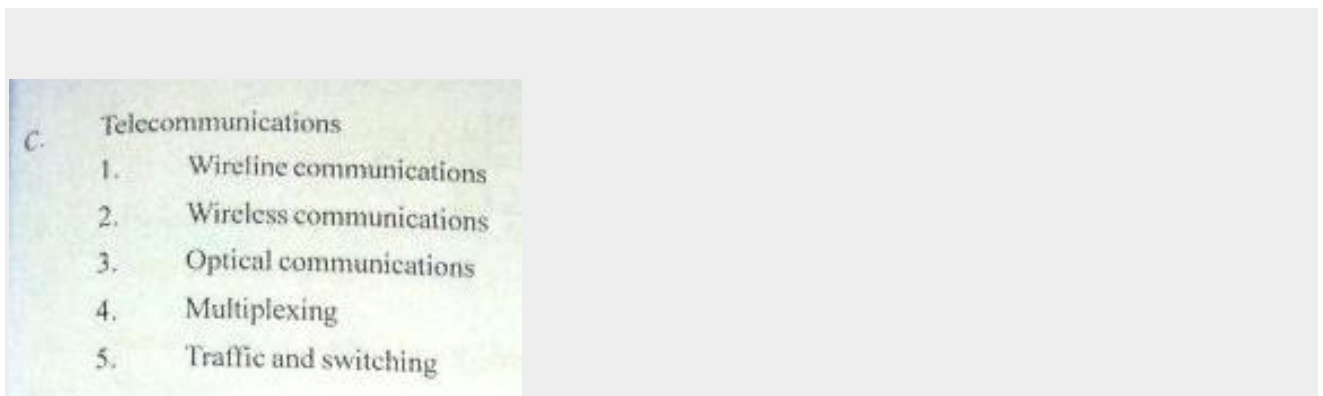 C. Telecommunications
1. Wireline communications
2. Wireless communications
3. Optical communications
4. Multiplexing
5. Traffic and switching